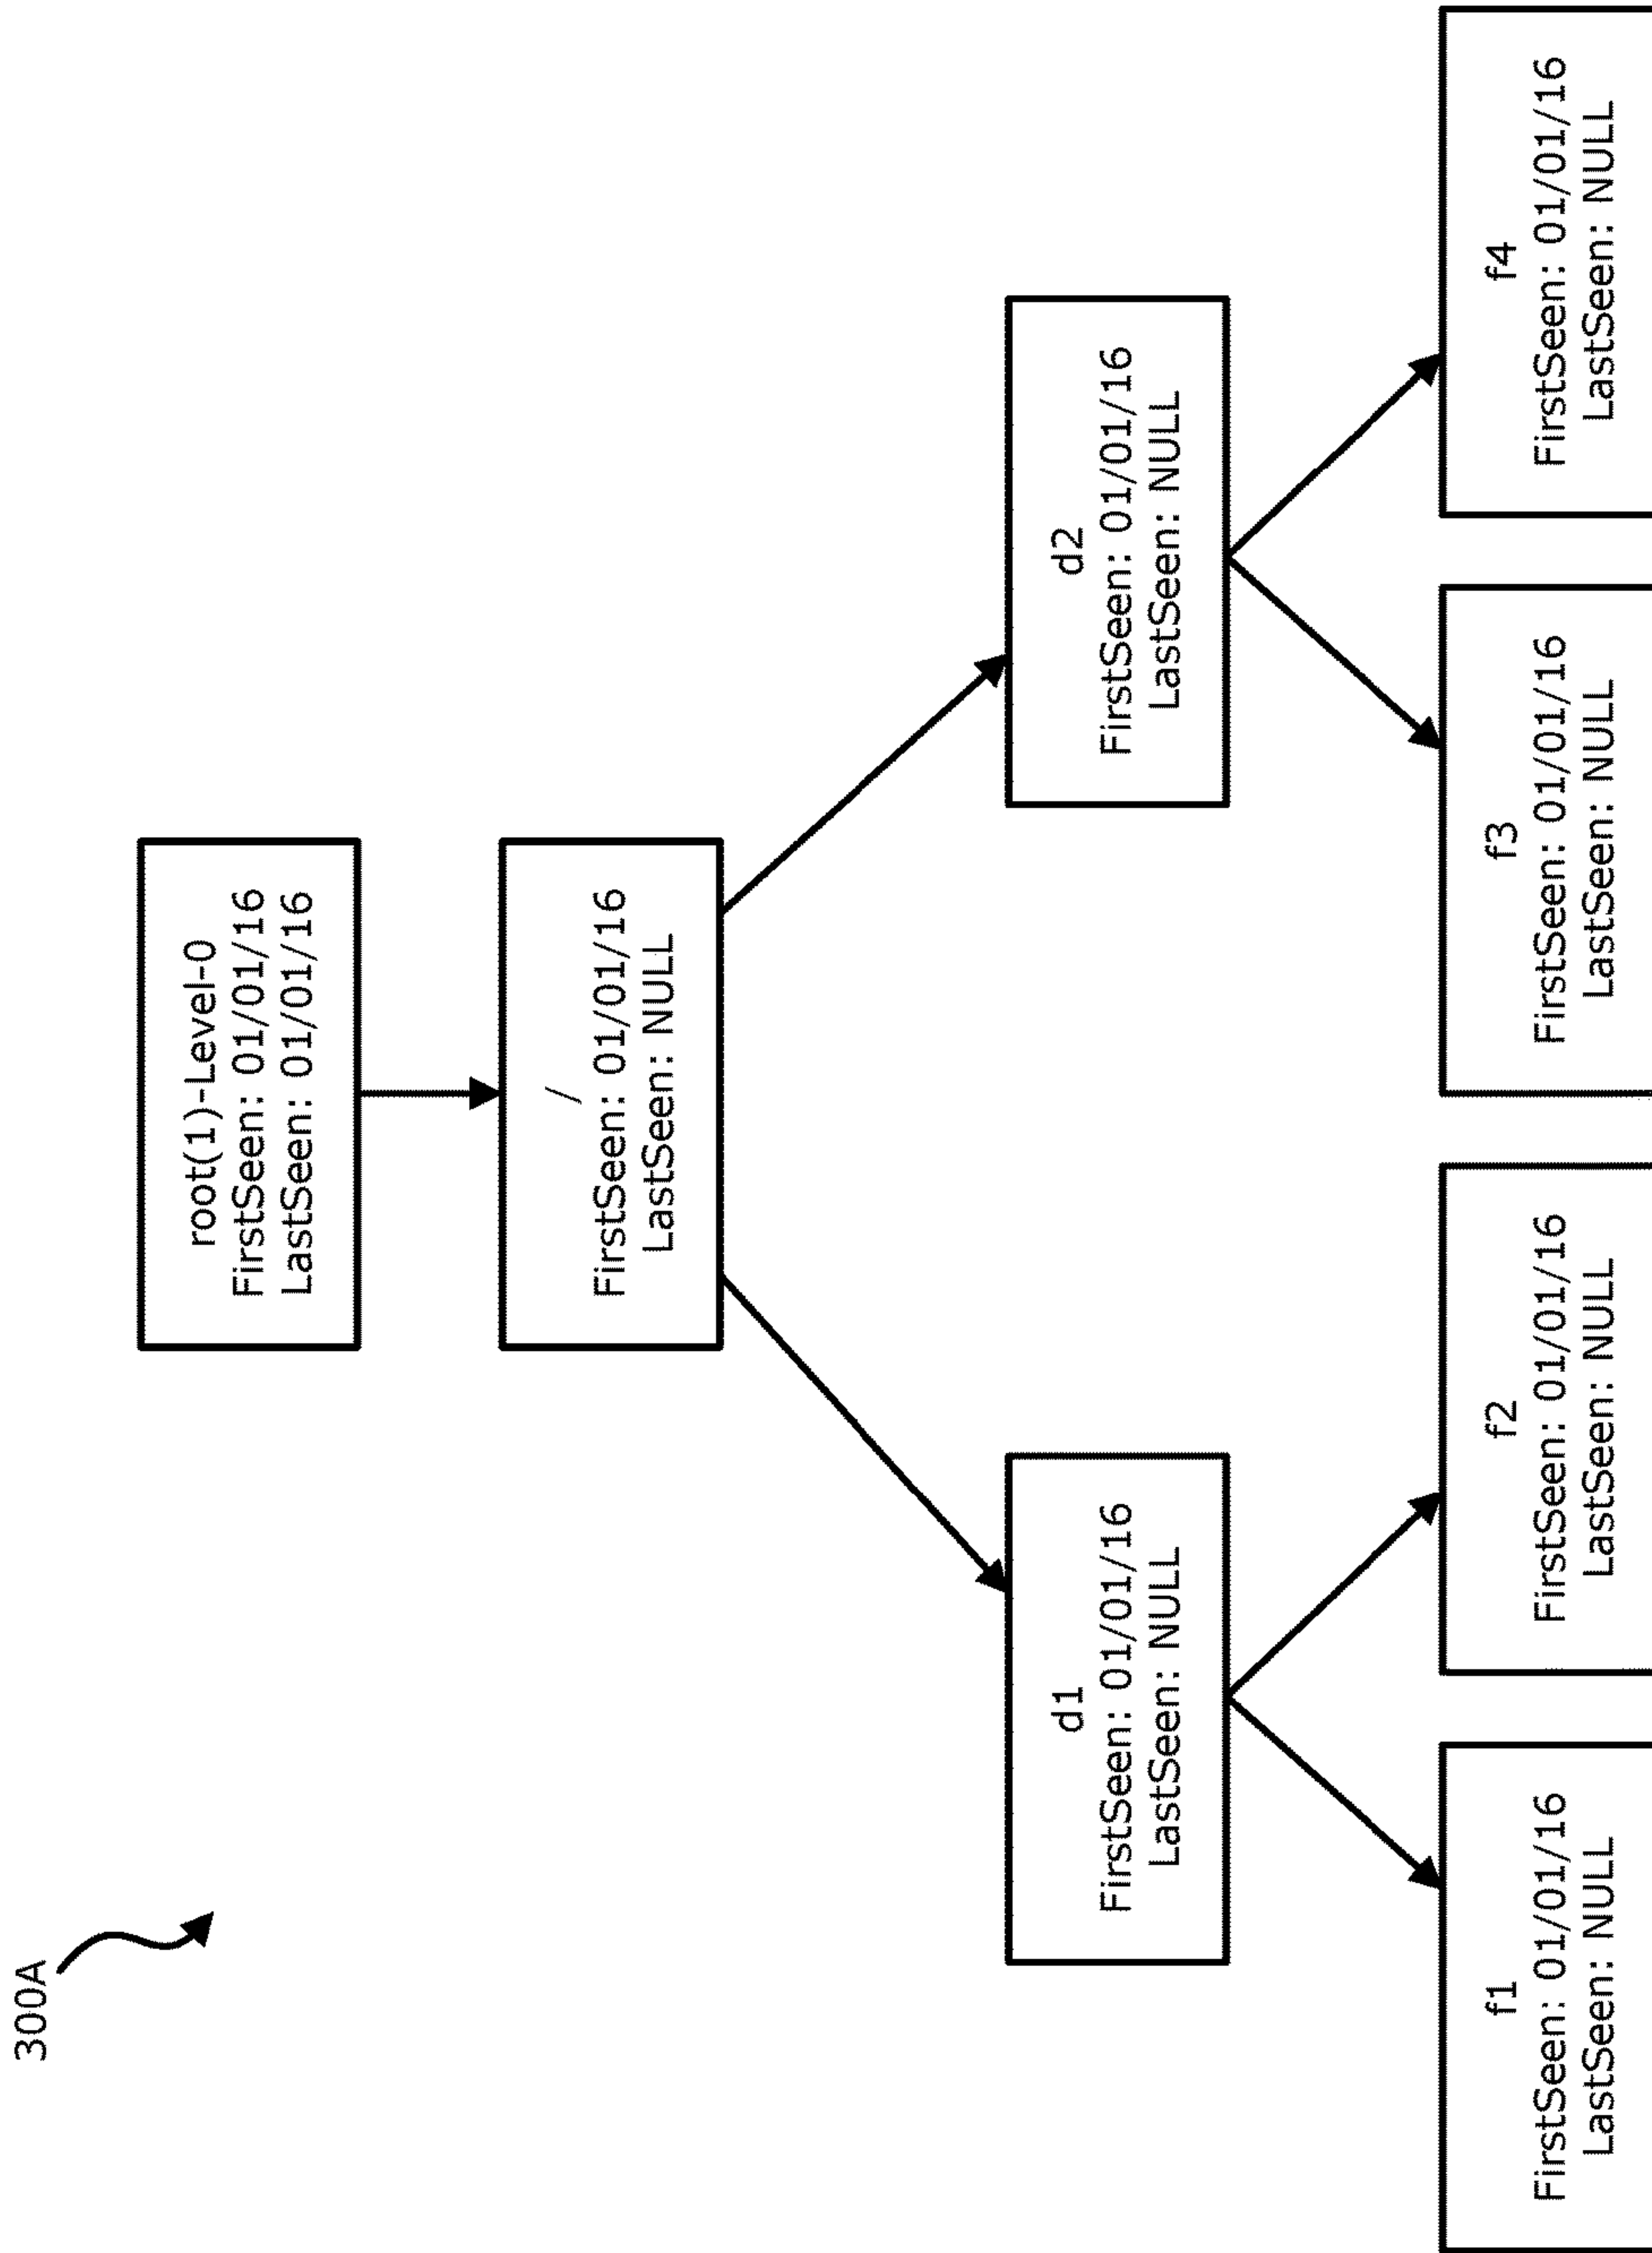 300A
root(1)-Level-0
FirstSeen: 01/01/16
LastSeen: 01/01/16
/
FirstSeen: 01/01/16
LastSeen: NULL
d1
FirstSeen: 01/01/16
LastSeen: NULL
d2
FirstSeen: 01/01/16
LastSeen: NULL
f1
FirstSeen: 01/01/16
LastSeen: NULL
f2
FirstSeen: 01/01/16
LastSeen: NULL
f3
FirstSeen: 01/01/16
LastSeen: NULL
f4
FirstSeen: 01/01/16
LastSeen: NULL